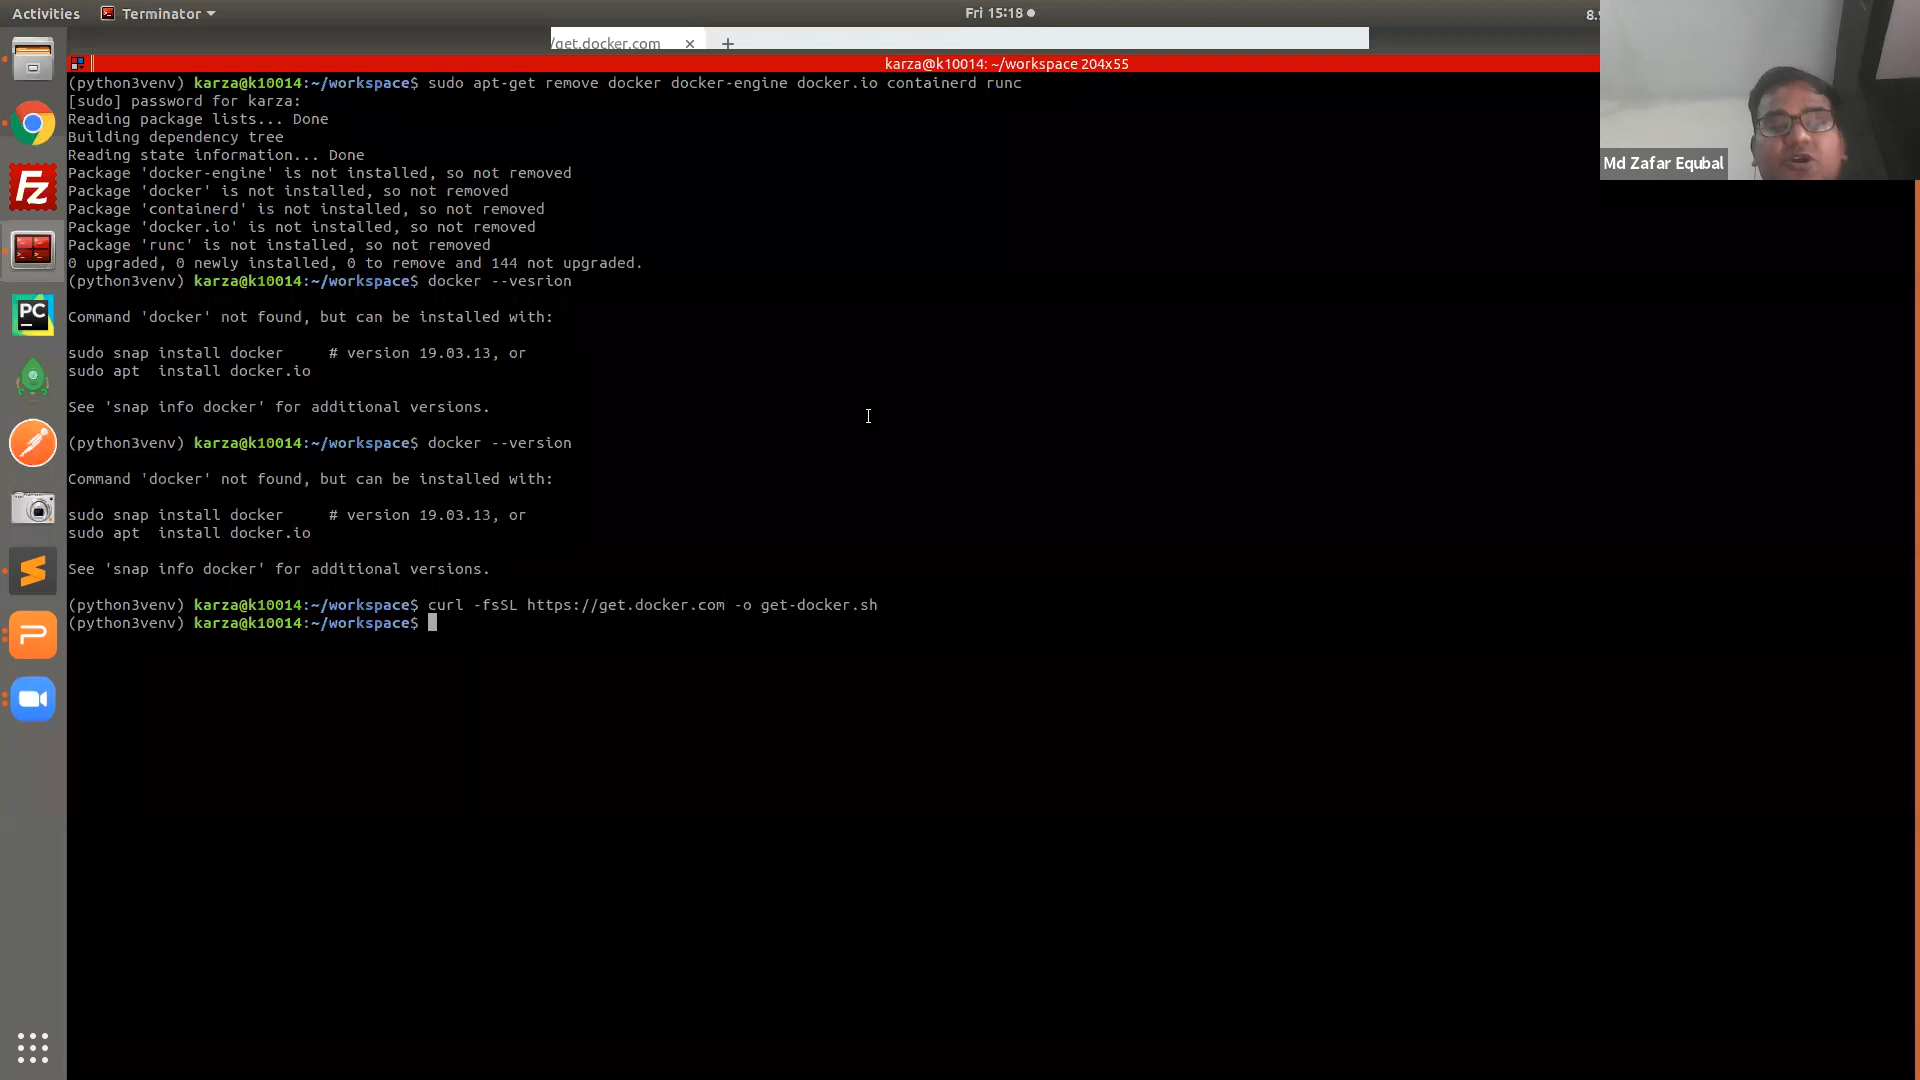 Activities
Terminator
Fri 15:18
8.
/get.docker.com
karza@k10014: ~/workspace 204x55
(python3venv) karza@k10014:~/workspace$ sudo apt-get remove docker docker-engine docker.io containerd runc
[sudo] password for karza:
Reading package lists... Done
Building dependency tree
Reading state information... Done
Package 'docker-engine' is not installed, so not removed
Package 'docker' is not installed, so not removed
Package 'containerd' is not installed, so not removed
Package 'docker.io' is not installed, so not removed
Package 'runc' is not installed, so not removed
0 upgraded, 0 newly installed, 0 to remove and 144 not upgraded.
(python3venv) karza@k10014:~/workspace$ docker --vesrion
Command 'docker' not found, but can be installed with:
sudo snap install docker     # version 19.03.13, or
sudo apt  install docker.io
See 'snap info docker' for additional versions.
(python3venv) karza@k10014:~/workspace$ docker --version
Command 'docker' not found, but can be installed with:
sudo snap install docker     # version 19.03.13, or
sudo apt  install docker.io
See 'snap info docker' for additional versions.
(python3venv) karza@k10014:~/workspace$ curl -fsSL https://get.docker.com -o get-docker.sh
(python3venv) karza@k10014:~/workspace$
Md Zafar Equbal
Fz
PC